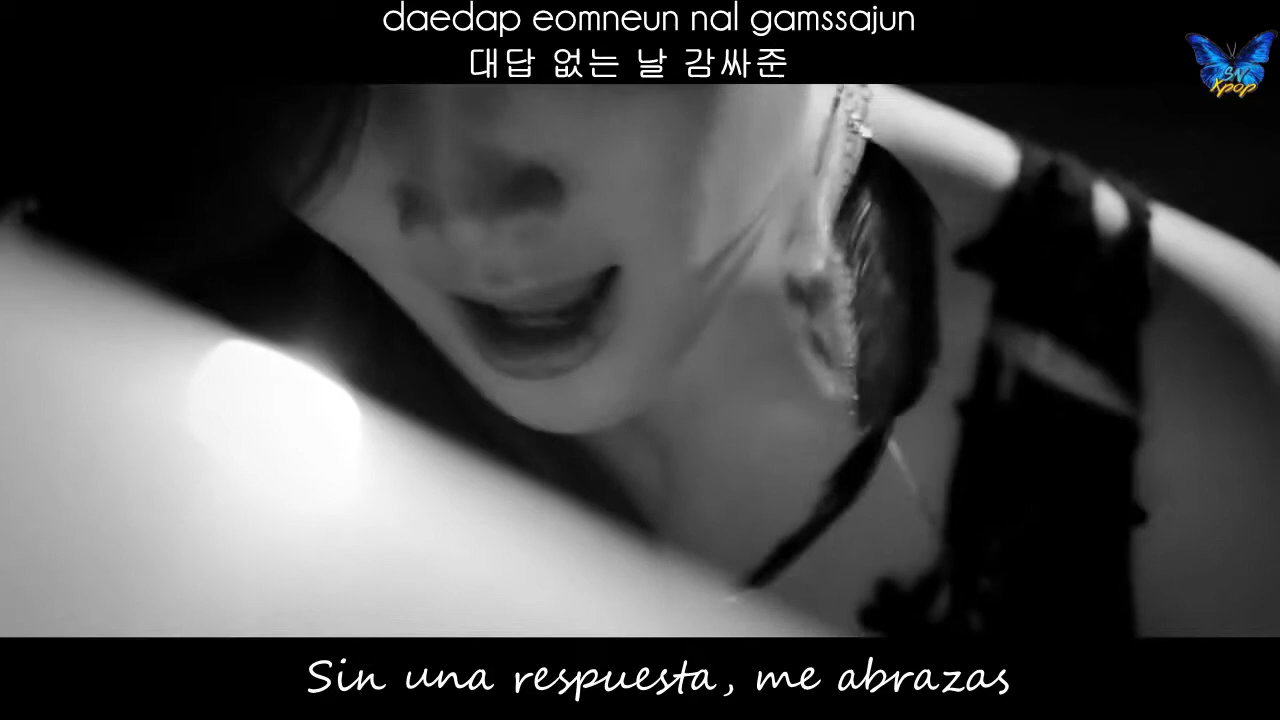 daedap eomneun nal gamssajun
대답 없는 날 감싸준
SN
Kpop
Sin una respuesta, me abrazas